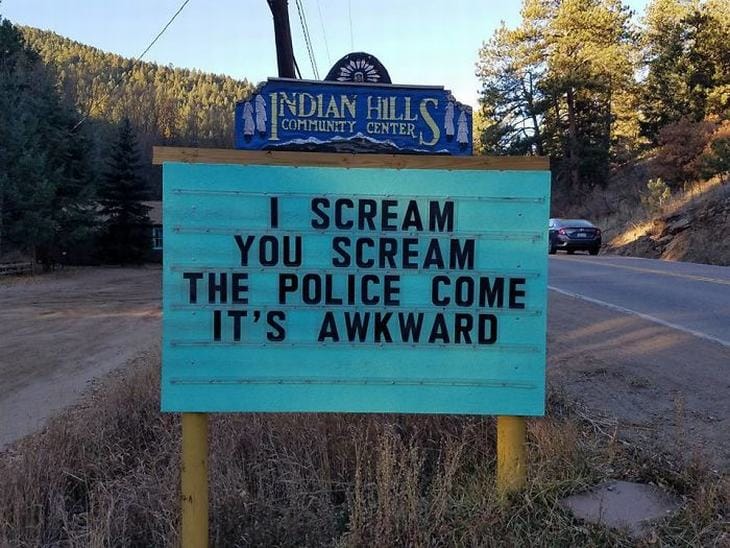 INDIAN HILLS
COMMUNITY CENTER
I SCREAM
YOU SCREAM
THE POLICE COME
IT'S AWKWARD